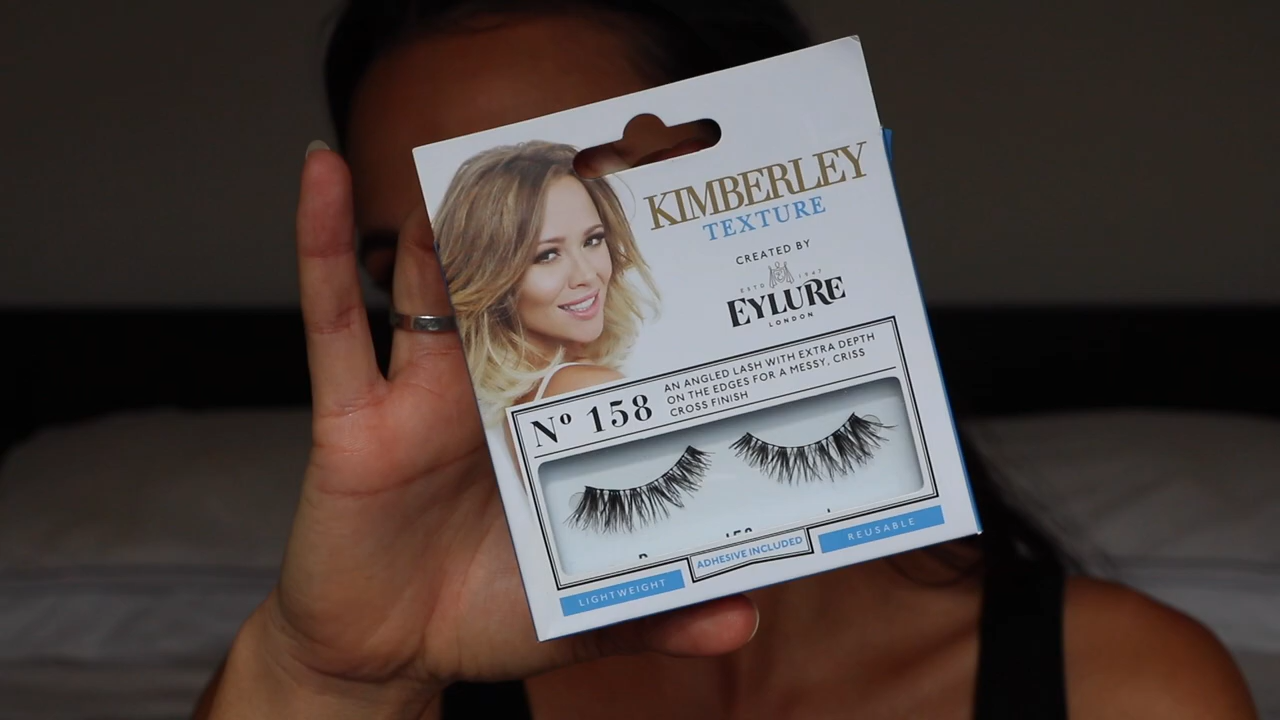 KIMBERLEY
TEXTURE
CREATED BY
ESTD 1947
EYLURE
LONDON
Nº 158
AN ANGLED LASH WITH EXTRA DEPTH
ON THE EDGES FOR A MESSY, CRISS
CROSS FINISH
LIGHTWEIGHT
ADHESIVE INCLUDED
REUSABLE